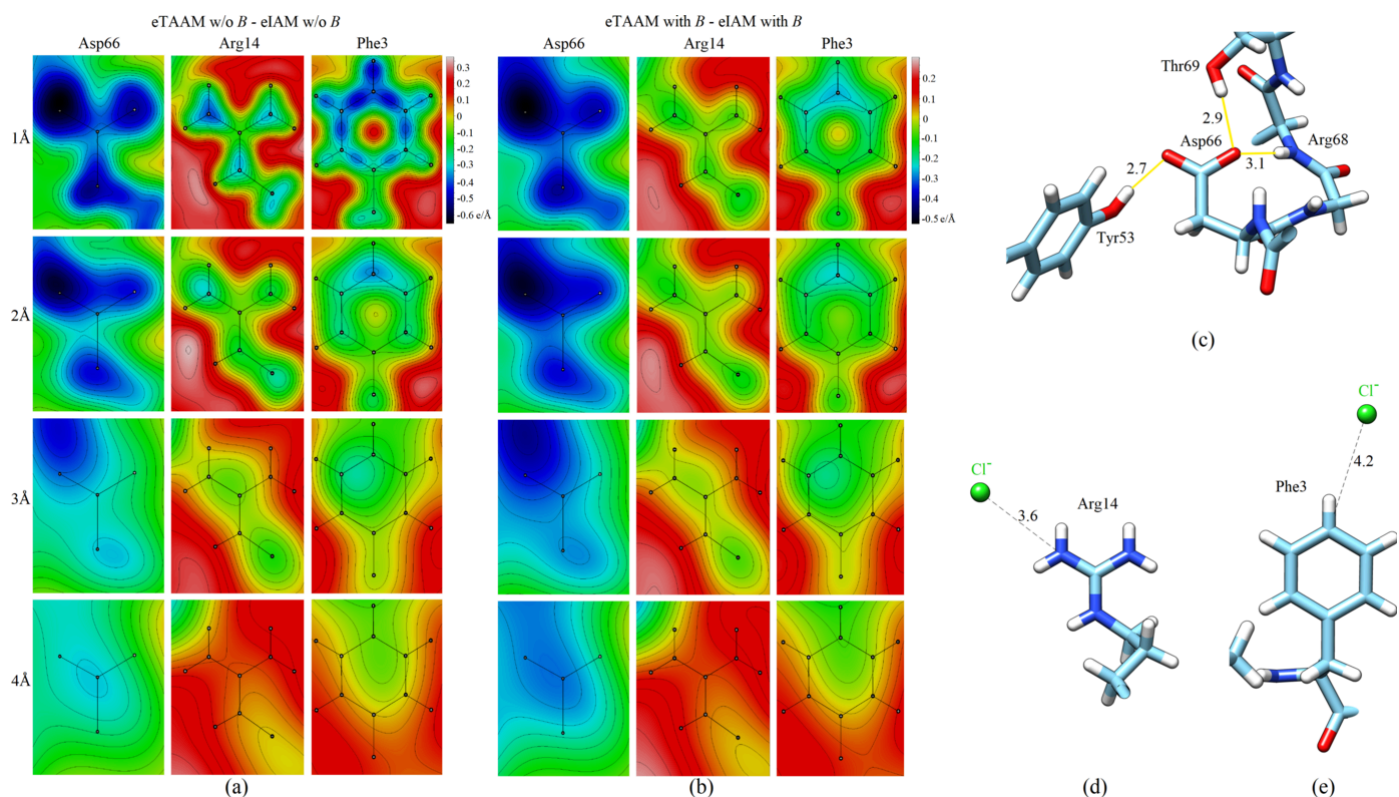 eTAAM w/o B - eIAM w/o B
Asp66 Arg14 Phe3
1Å
2Å
3Å
4Å
0.3
0.2
0.1
0
-0.1
-0.2
-0.3
-0.4
-0.5
-0.6 e/Å
(a)
eTAAM with B - eIAM with B
Asp66 Arg14 Phe3
0.3
0.2
0.1
0
-0.1
-0.2
-0.3
-0.4
-0.5 e/Å
(b)
Thr69
2.9
Asp66
Arg68
2.7
3.1
Tyr53
(c)
Cl⁻
3.6
Arg14
(d)
Cl⁻
4.2
Phe3
(e)